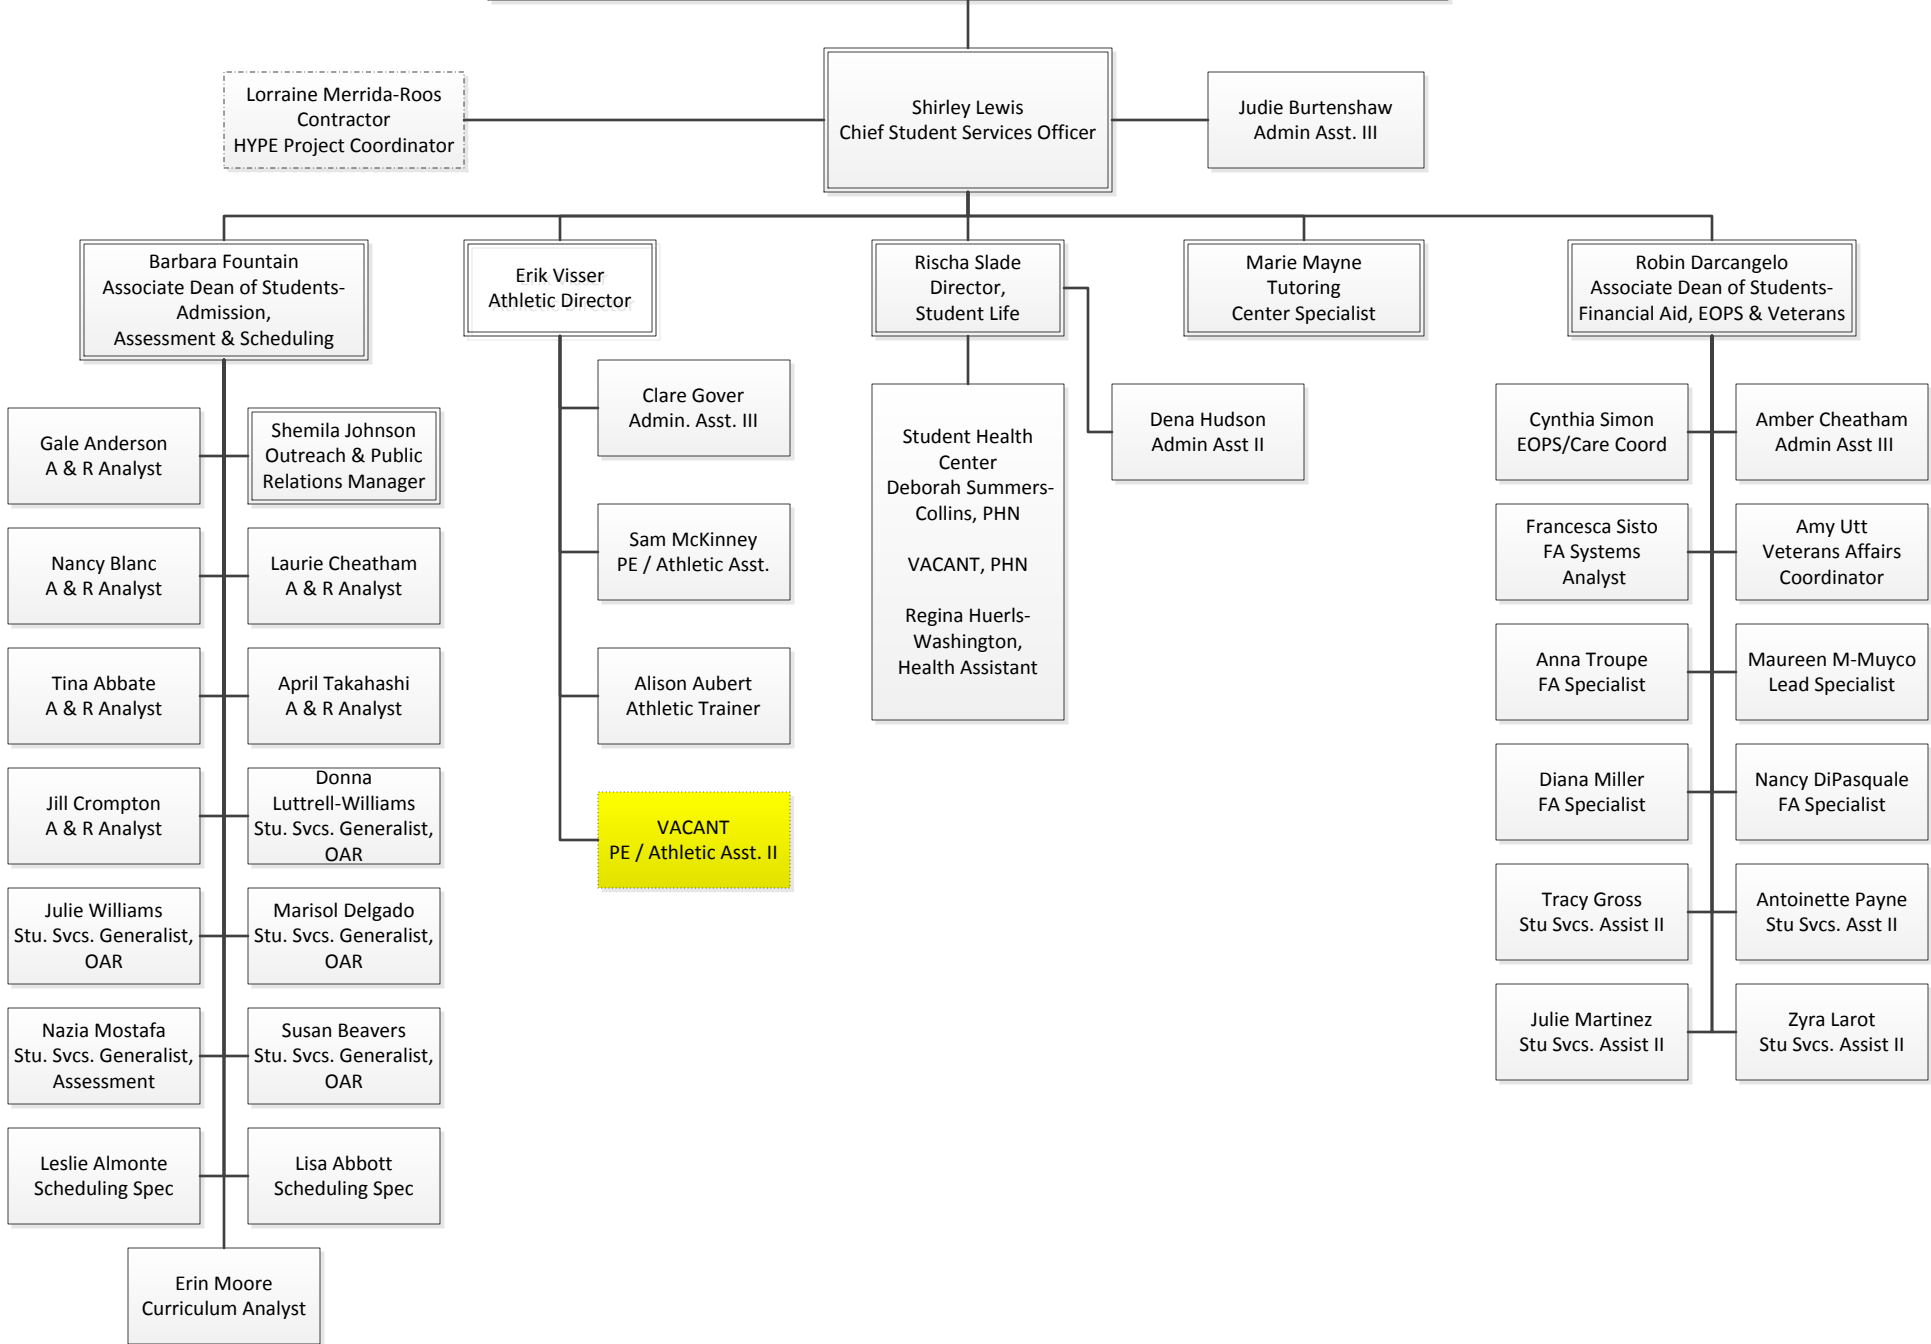 Lorraine Merrida-Roos
Contractor
HYPE Project Coordinator
Shirley Lewis
Chief Student Services Officer
Judie Burtenshaw
Admin Asst. III
Barbara Fountain
Associate Dean of Students-
Admission,
Assessment & Scheduling
Erik Visser
Athletic Director
Rischa Slade
Director,
Student Life
Marie Mayne
Tutoring
Center Specialist
Robin Darcangelo
Associate Dean of Students-
Financial Aid, EOPS & Veterans
Gale Anderson
A & R Analyst
Shemila Johnson
Outreach & Public
Relations Manager
Nancy Blanc
A & R Analyst
Laurie Cheatham
A & R Analyst
Tina Abbate
A & R Analyst
April Takahashi
A & R Analyst
Jill Crompton
A & R Analyst
Donna
Luttrell-Williams
Stu. Svcs. Generalist,
OAR
Julie Williams
Stu. Svcs. Generalist,
OAR
Marisol Delgado
Stu. Svcs. Generalist,
OAR
Nazia Mostafa
Stu. Svcs. Generalist,
Assessment
Susan Beavers
Stu. Svcs. Generalist,
OAR
Leslie Almonte
Scheduling Spec
Lisa Abbott
Scheduling Spec
Erin Moore
Curriculum Analyst
Clare Gover
Admin. Asst. III
Sam McKinney
PE / Athletic Asst.
Alison Aubert
Athletic Trainer
VACANT
PE / Athletic Asst. II
Student Health
Center
Deborah Summers-
Collins, PHN
VACANT, PHN
Regina Huerls-
Washington,
Health Assistant
Dena Hudson
Admin Asst II
Cynthia Simon
EOPS/Care Coord
Amber Cheatham
Admin Asst III
Francesca Sisto
FA Systems
Analyst
Amy Utt
Veterans Affairs
Coordinator
Anna Troupe
FA Specialist
Maureen M-Muyco
Lead Specialist
Diana Miller
FA Specialist
Nancy DiPasquale
FA Specialist
Tracy Gross
Stu Svcs. Assist II
Antoinette Payne
Stu Svcs. Asst II
Julie Martinez
Stu Svcs. Assist II
Zyra Larot
Stu Svcs. Assist II